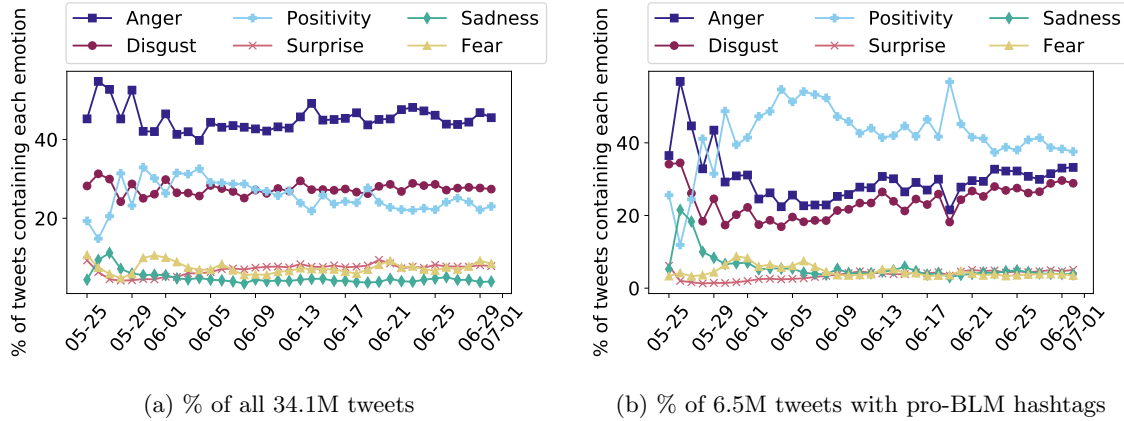 Anger Positivity Sadness
Disgust Surprise Fear
% of tweets containing each emotion
40
20
05-25 05-29 06-01 06-05 06-09 06-13 06-17 06-21 06-25 06-29 07-01
(a) % of all 34.1M tweets
Anger Positivity Sadness
Disgust Surprise Fear
% of tweets containing each emotion
40
20
0
05-25 05-29 06-01 06-05 06-09 06-13 06-17 06-21 06-25 06-29 07-01
(b) % of 6.5M tweets with pro-BLM hashtags